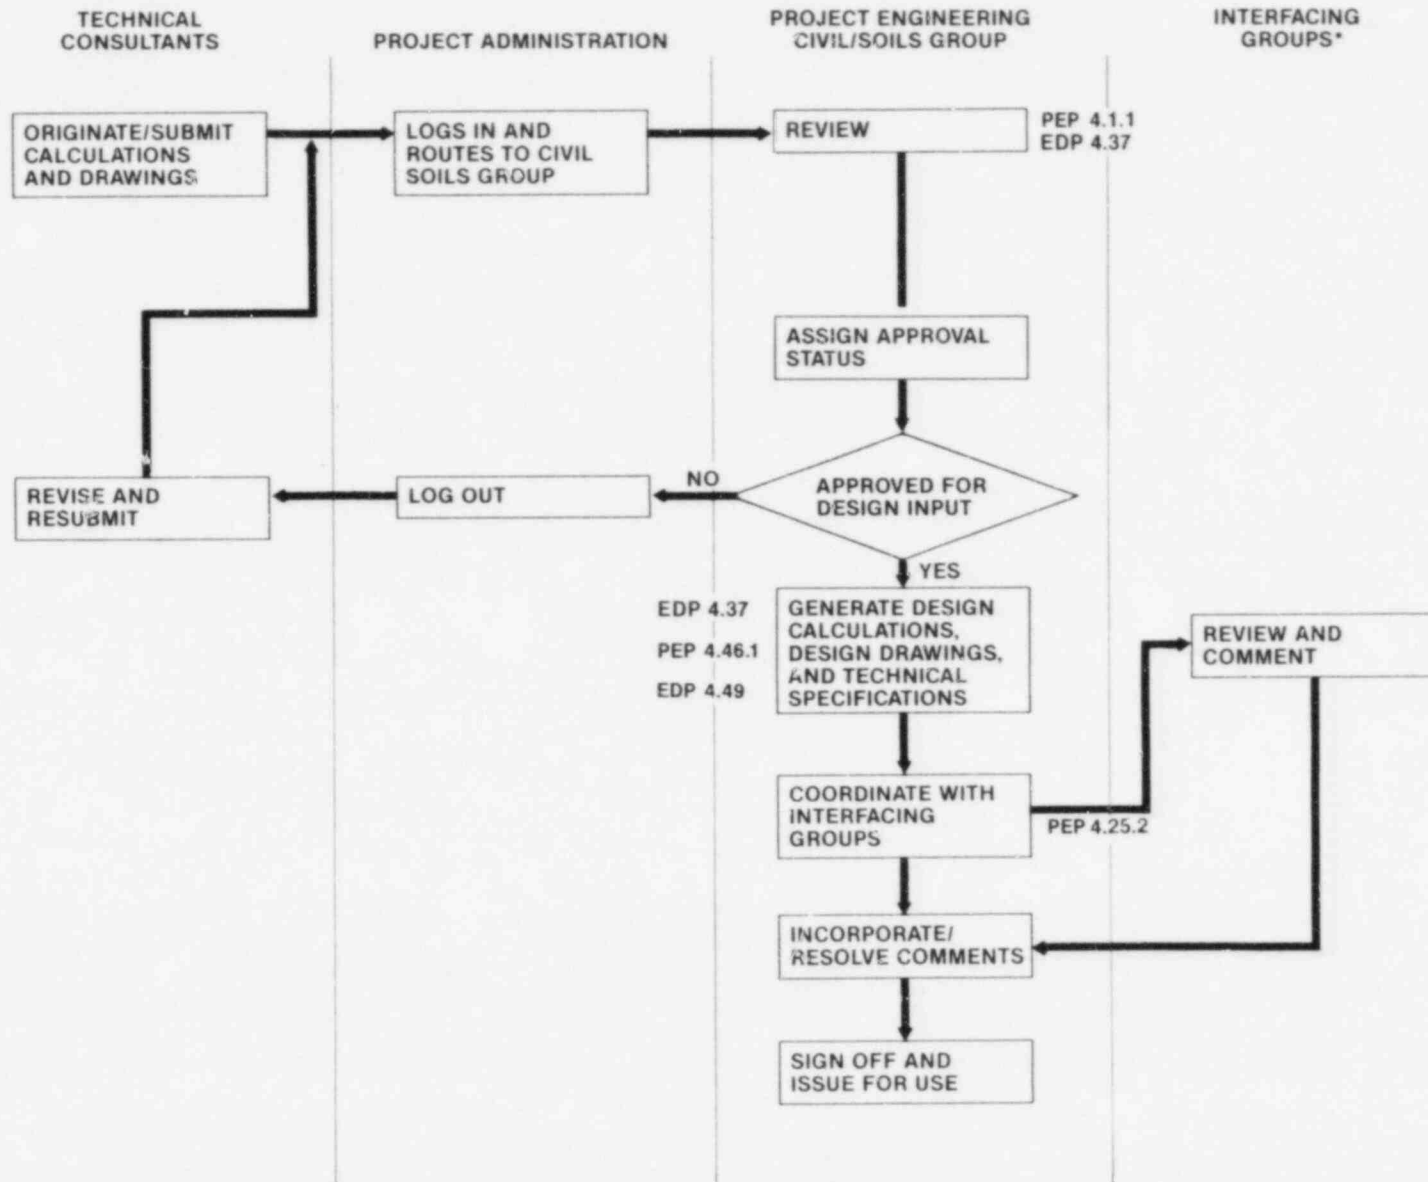 TECHNICAL
CONSULTANTS
PROJECT ADMINISTRATION
PROJECT ENGINEERING
CIVIL/SOILS GROUP
INTERFACING
GROUPS*
ORIGINATE/SUBMIT
CALCULATIONS
AND DRAWINGS
LOGS IN AND
ROUTES TO CIVIL
SOILS GROUP
REVIEW
PEP 4.1.1
EDP 4.37
ASSIGN APPROVAL
STATUS
APPROVED FOR
DESIGN INPUT
NO
LOG OUT
REVISE AND
RESUBMIT
YES
EDP 4.37
PEP 4.46.1
EDP 4.49
GENERATE DESIGN
CALCULATIONS,
DESIGN DRAWINGS,
AND TECHNICAL
SPECIFICATIONS
REVIEW AND
COMMENT
COORDINATE WITH
INTERFACING
GROUPS
PEP 4.25.2
INCORPORATE/
RESOLVE COMMENTS
SIGN OFF AND
ISSUE FOR USE